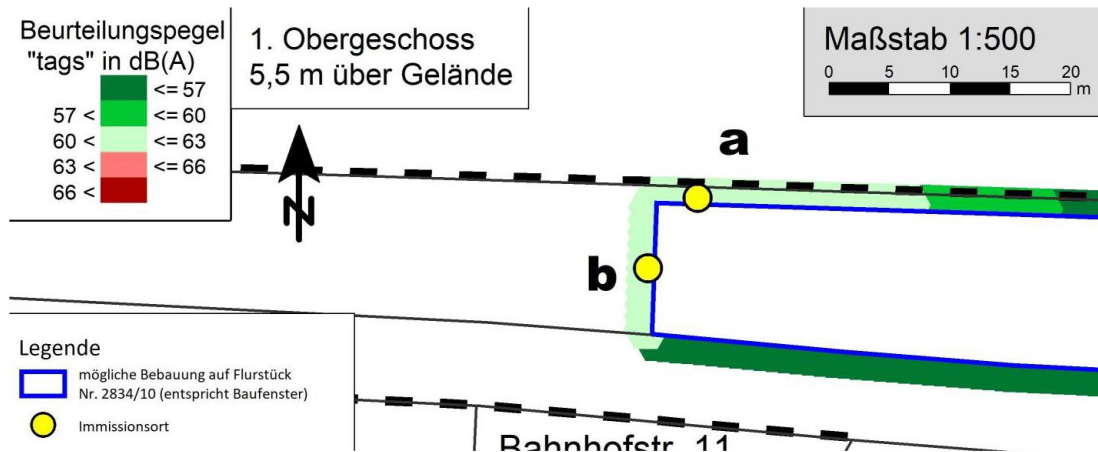 Beurteilungspegel
"tags" in dB(A)
<= 57
57 < <= 60
60 < <= 63
63 < <= 66
66 <
1. Obergeschoss
5,5 m über Gelände
Maßstab 1:500
0 5 10 15 20
m
N
a
b
Legende
mögliche Bebauung auf Flurstück
Nr. 2834/10 (entspricht Baufenster)
Immissionsort
Bahnhofstr. 11